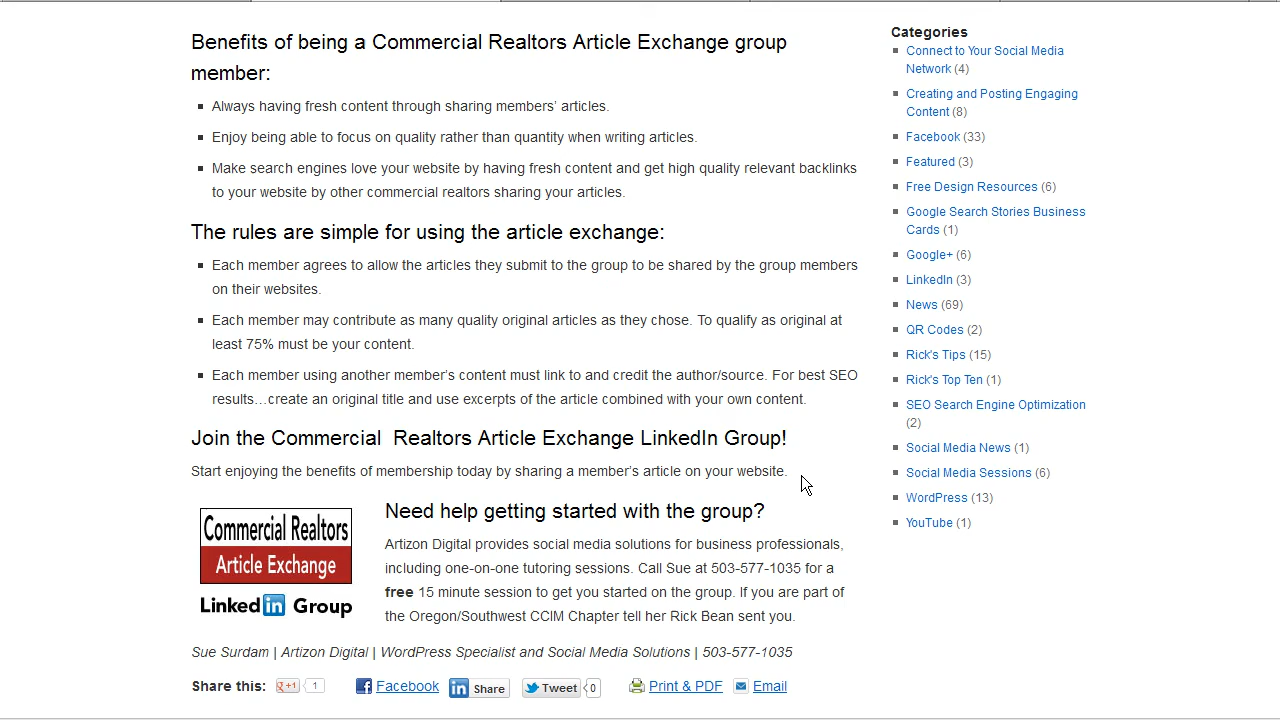 Benefits of being a Commercial Realtors Article Exchange group
member:
Always having fresh content through sharing members' articles.
Enjoy being able to focus on quality rather than quantity when writing articles.
Make search engines love your website by having fresh content and get high quality relevant backlinks
to your website by other commercial realtors sharing your articles.
The rules are simple for using the article exchange:
Each member agrees to allow the articles they submit to the group to be shared by the group members
on their websites.
Each member may contribute as many quality original articles as they chose. To qualify as original at
least 75% must be your content.
Each member using another member's content must link to and credit the author/source. For best SEO
results…create an original title and use excerpts of the article combined with your own content.
Join the Commercial  Realtors Article Exchange LinkedIn Group!
Start enjoying the benefits of membership today by sharing a member's article on your website.
Commercial Realtors
Article Exchange
Linked in Group
Need help getting started with the group?
Artizon Digital provides social media solutions for business professionals,
including one-on-one tutoring sessions. Call Sue at 503-577-1035 for a
free 15 minute session to get you started on the group. If you are part of
the Oregon/Southwest CCIM Chapter tell her Rick Bean sent you.
Sue Surdam | Artizon Digital | WordPress Specialist and Social Media Solutions | 503-577-1035
Share this: g +1 1 Facebook in Share Tweet 0 Print & PDF Email
Categories
Connect to Your Social Media
Network (4)
Creating and Posting Engaging
Content (8)
Facebook (33)
Featured (3)
Free Design Resources (6)
Google Search Stories Business
Cards (1)
Google+ (6)
LinkedIn (3)
News (69)
QR Codes (2)
Rick's Tips (15)
Rick's Top Ten (1)
SEO Search Engine Optimization
(2)
Social Media News (1)
Social Media Sessions (6)
WordPress (13)
YouTube (1)